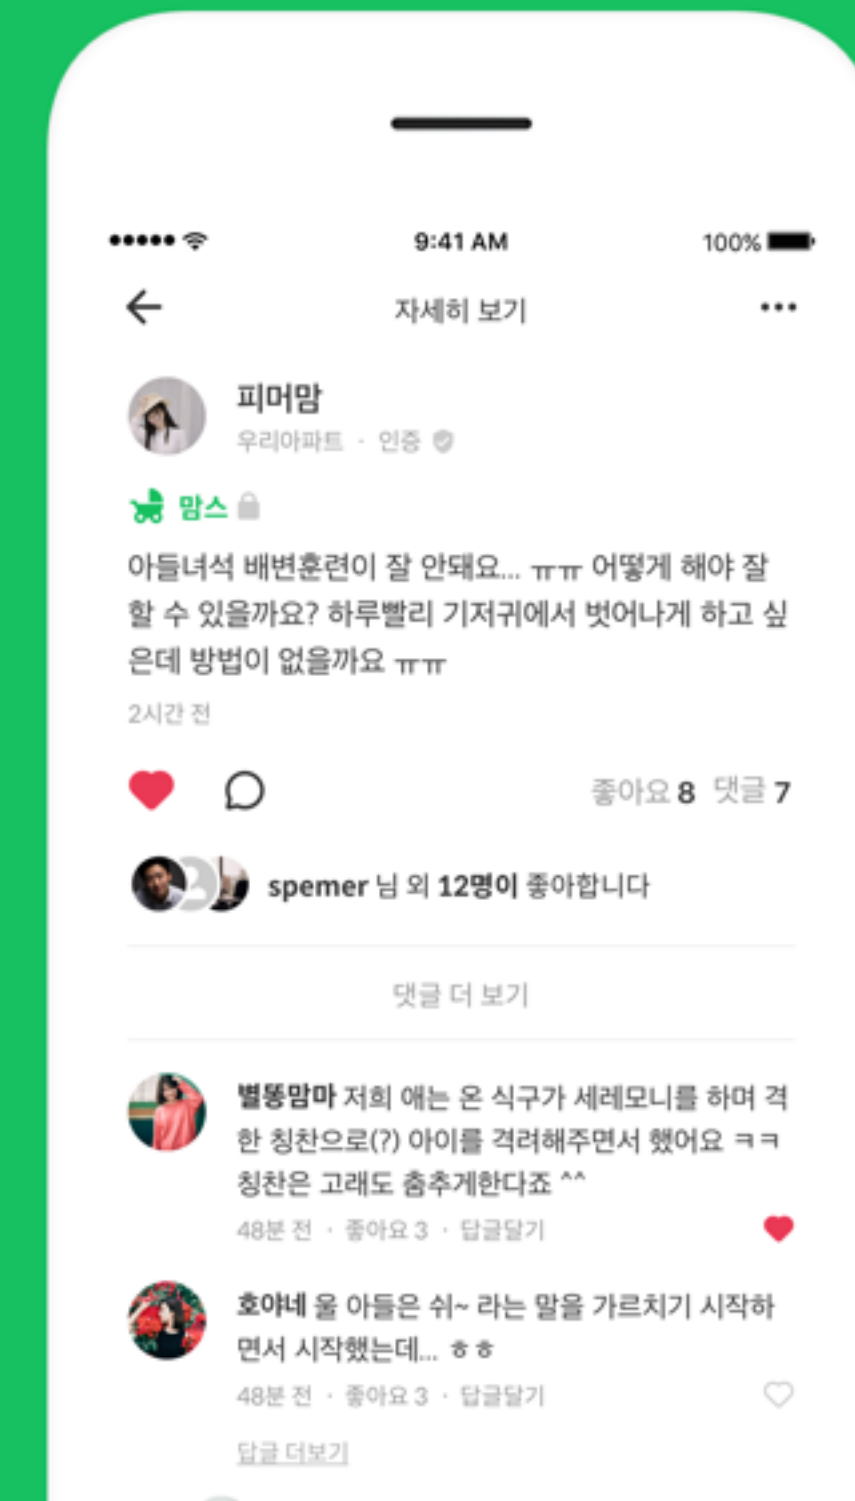 9:41 AM
100%
자세히 보기
피머맘
우리아파트 · 인증
맘스
아들녀석 배변훈련이 잘 안돼요... ㅠㅠ 어떻게 해야 잘
할 수 있을까요? 하루빨리 기저귀에서 벗어나게 하고 싶
은데 방법이 없을까요 ㅠㅠ
2시간 전
좋아요 8 댓글 7
spemer 님 외 12명이 좋아합니다
댓글 더 보기
별똥맘마 저희 애는 온 식구가 세레모니를 하며 격
한 칭찬으로(?) 아이를 격려해주면서 했어요 ㅋㅋ
칭찬은 고래도 춤추게한다죠 ^^
48분 전 · 좋아요 3 · 답글달기
호야네 울 아들은 쉬~ 라는 말을 가르치기 시작하
면서 시작했는데... ㅎㅎ
48분 전 · 좋아요 3 · 답글달기
답글 더보기